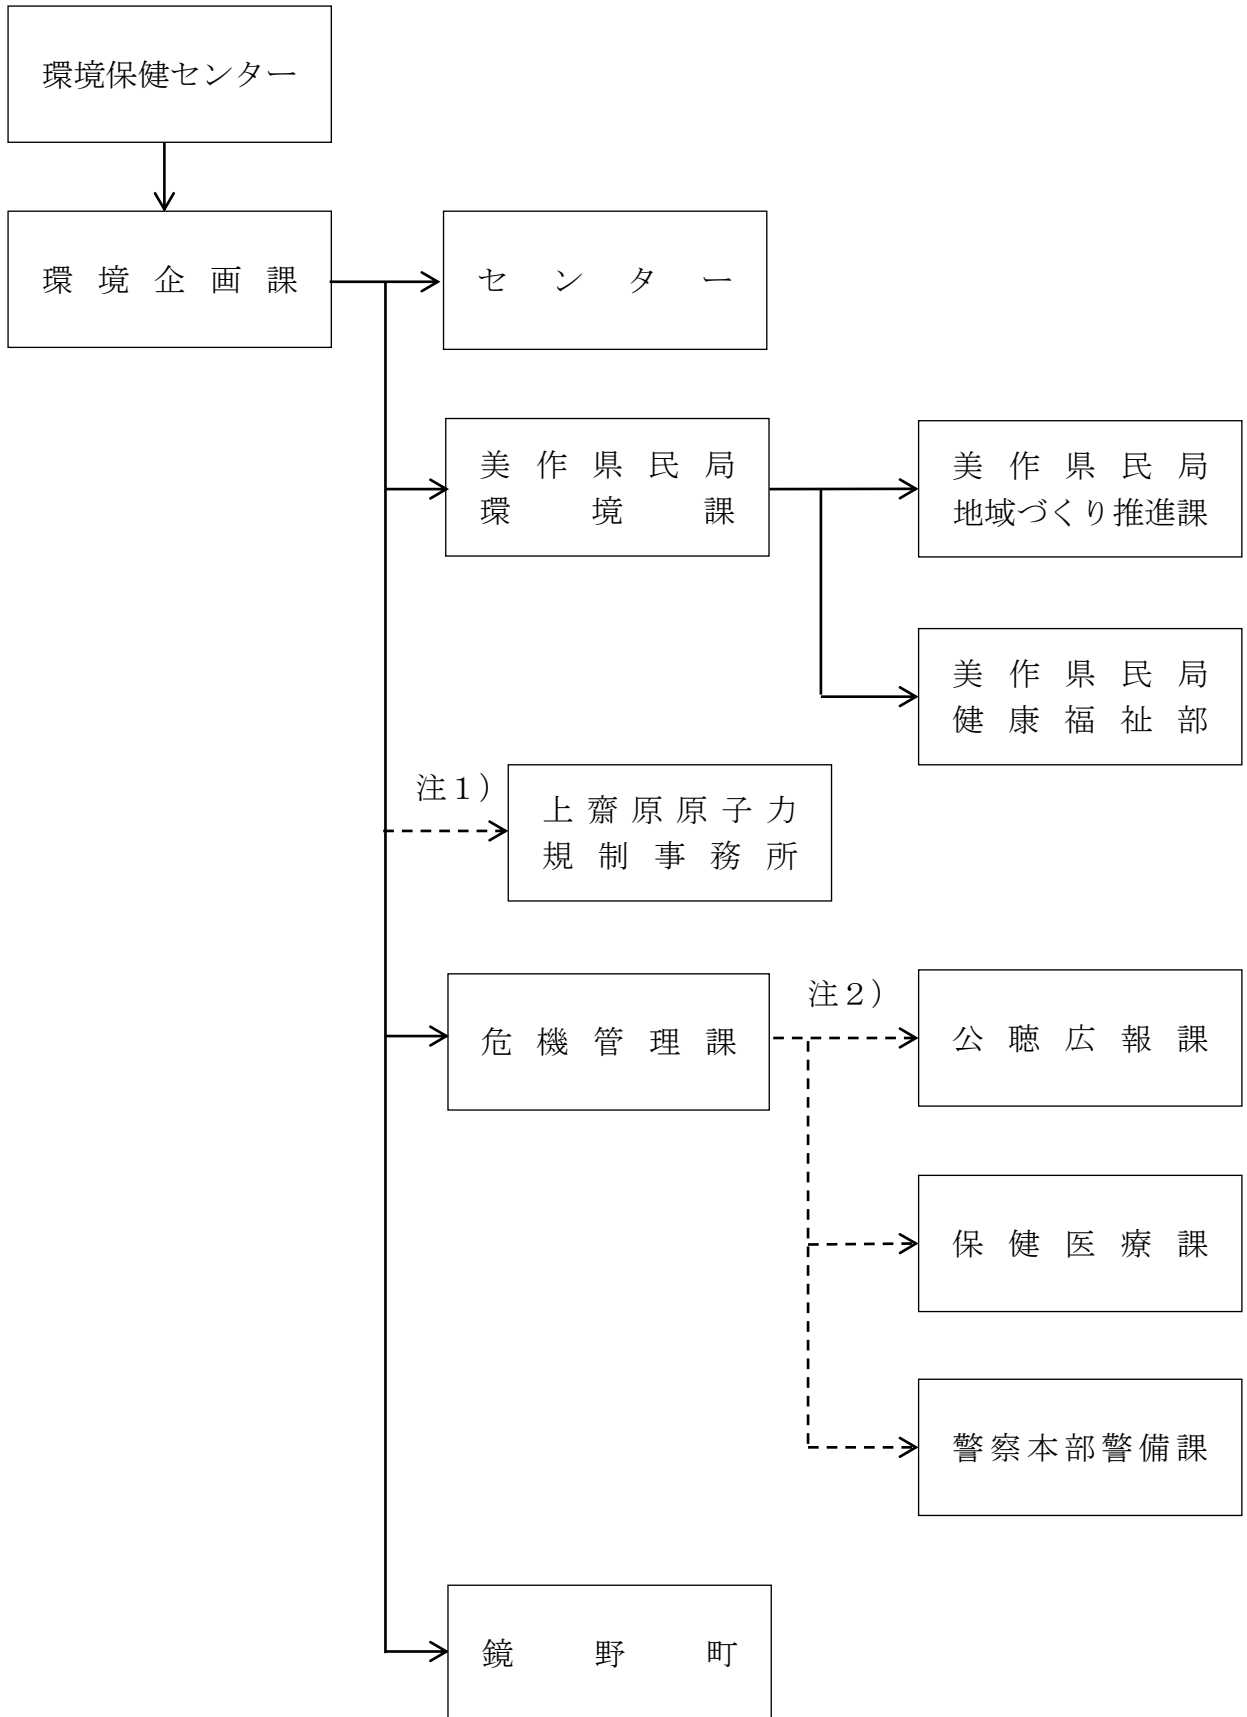 環境保健センター
環境企画課
センター
美作県民局
環境課
美作県民局
地域づくり推進課
美作県民局
健康福祉部
注１）
上齋原原子力
規制事務所
危機管理課
注２）
公聴広報課
保健医療課
警察本部警備課
鏡野町